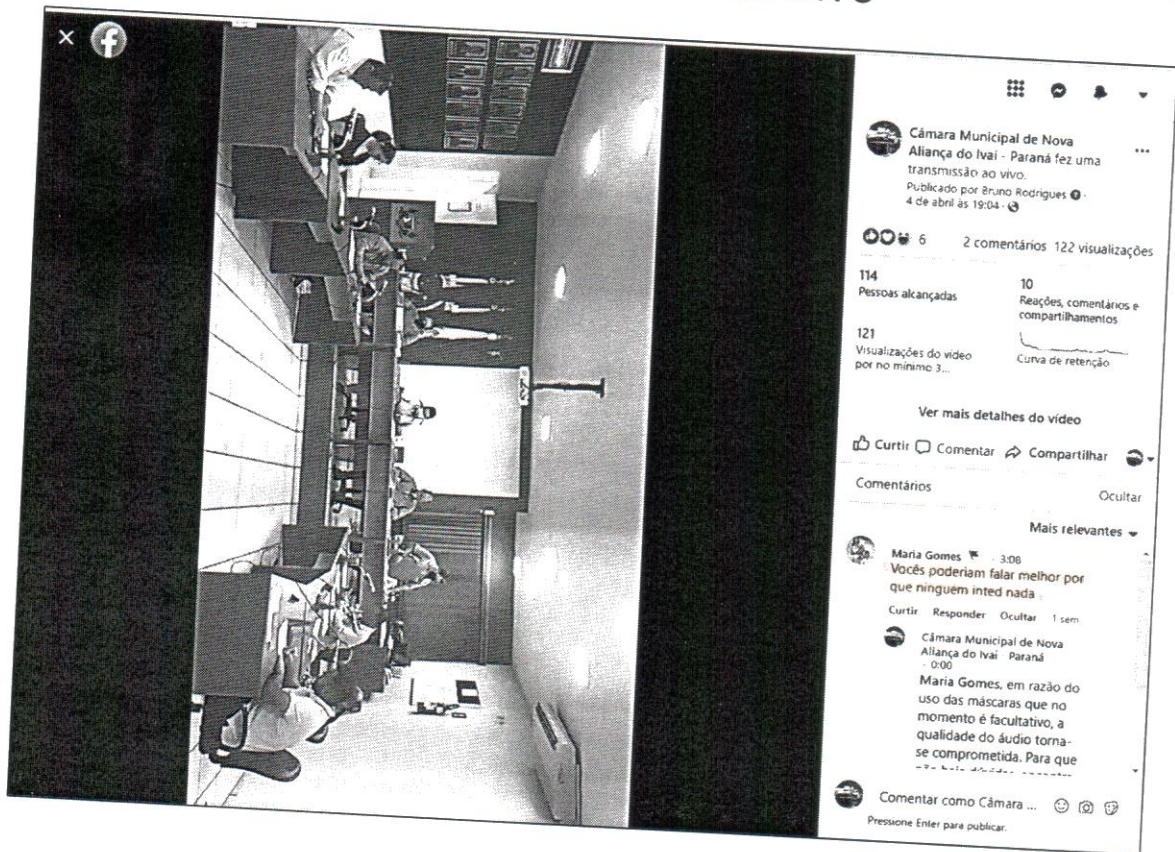 Câmara Municipal de Nova
Aliança do Ivaí - Paraná fez uma
transmissão ao vivo.
Publicado por Bruno Rodrigues
4 de abril às 19:04 ·
6 2 comentários 122 visualizações
114
Pessoas alcançadas
10
Reações, comentários e
compartilhamentos
121
Visualizações do vídeo
por no mínimo 3...
Curva de retenção
Ver mais detalhes do vídeo
Curtir Comentar Compartilhar
Comentários
Ocultar
Mais relevantes
Maria Gomes · 3:08
Vocês poderiam falar melhor por
que ninguem inted nada
Curtir Responder Ocultar 1 sem
Câmara Municipal de Nova
Aliança do Ivaí - Paraná
· 0:00
Maria Gomes, em razão do
uso das máscaras que no
momento é facultativo, a
qualidade do áudio torna-
se comprometida. Para que
Comentar como Câmara ...
Pressione Enter para publicar.